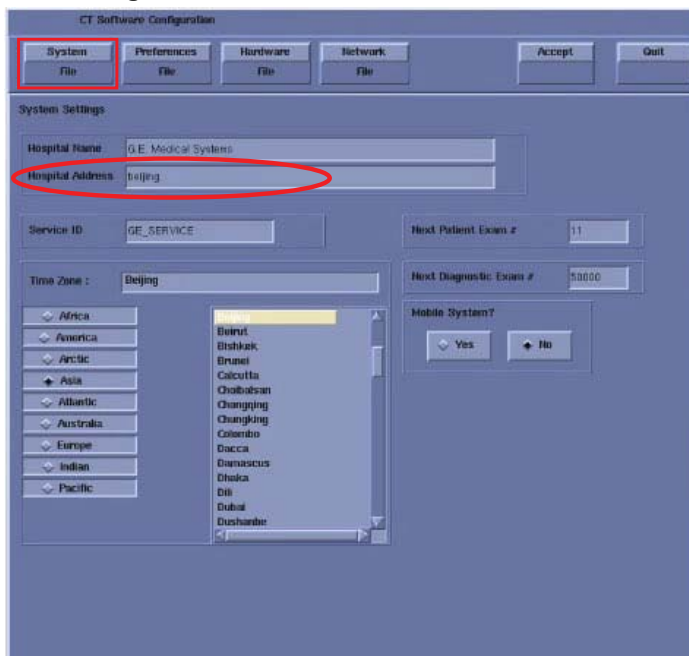 CT Software Configuration
System Preferences Hardware Network Accept Quit
File File File File
System Settings
Hospital Name G.E. Medical Systems
Hospital Address beijing
Service ID GE_SERVICE Next Patient Exam # 11
Time Zone : Beijing Next Diagnostic Exam # 50000
Mobile System?
Yes No
Africa
America
Arctic
Asia
Atlantic
Australia
Europe
Indian
Pacific
Beijing
Beirut
Bishkek
Brunei
Calcutta
Choibalsan
Chongqing
Chungking
Colombo
Dacca
Damascus
Dhaka
Dili
Dubai
Dushanbe